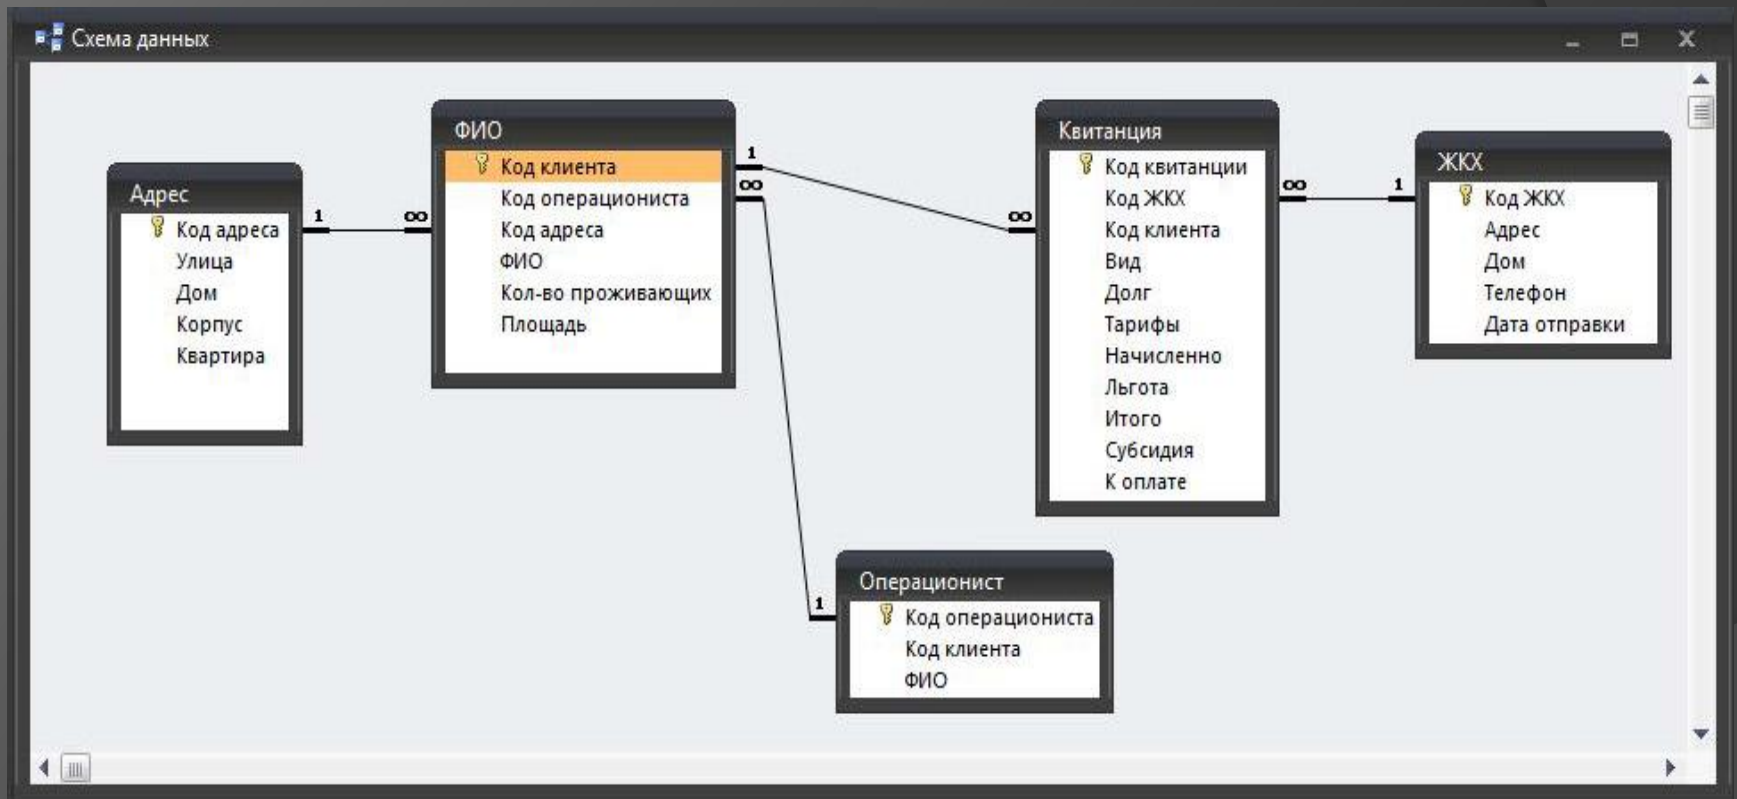 Схема данных
Адрес
Код адреса
Улица
Дом
Корпус
Квартира
1
∞
ФИО
Код клиента
Код операциониста
Код адреса
ФИО
Кол-во проживающих
Площадь
1
∞
∞
Квитанция
Код квитанции
Код ЖКХ
Код клиента
Вид
Долг
Тарифы
Начисленно
Льгота
Итого
Субсидия
К оплате
∞
1
ЖКХ
Код ЖКХ
Адрес
Дом
Телефон
Дата отправки
1
Операционист
Код операциониста
Код клиента
ФИО